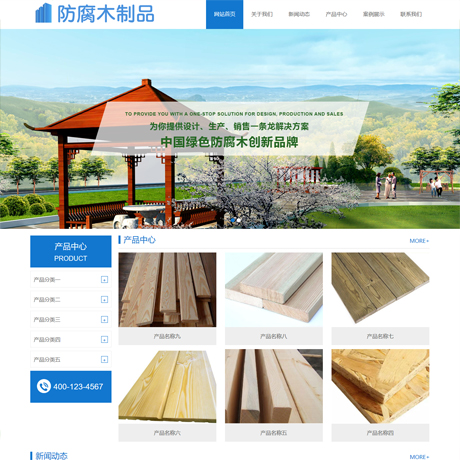 防腐木制品
网站首页 关于我们 新闻动态 产品中心 案例展示 联系我们
TO PROVIDE YOU WITH A ONE-STOP SOLUTION FOR DESIGN, PRODUCTION AND SALES
为你提供设计、生产、销售一条龙解决方案
中国绿色防腐木创新品牌
产品中心
PRODUCT
产品分类一
产品分类二
产品分类三
产品分类四
产品分类五
400-123-4567
产品中心 MORE+
产品名称九 产品名称八 产品名称七
产品名称六 产品名称五 产品名称四
新闻动态 MORE+